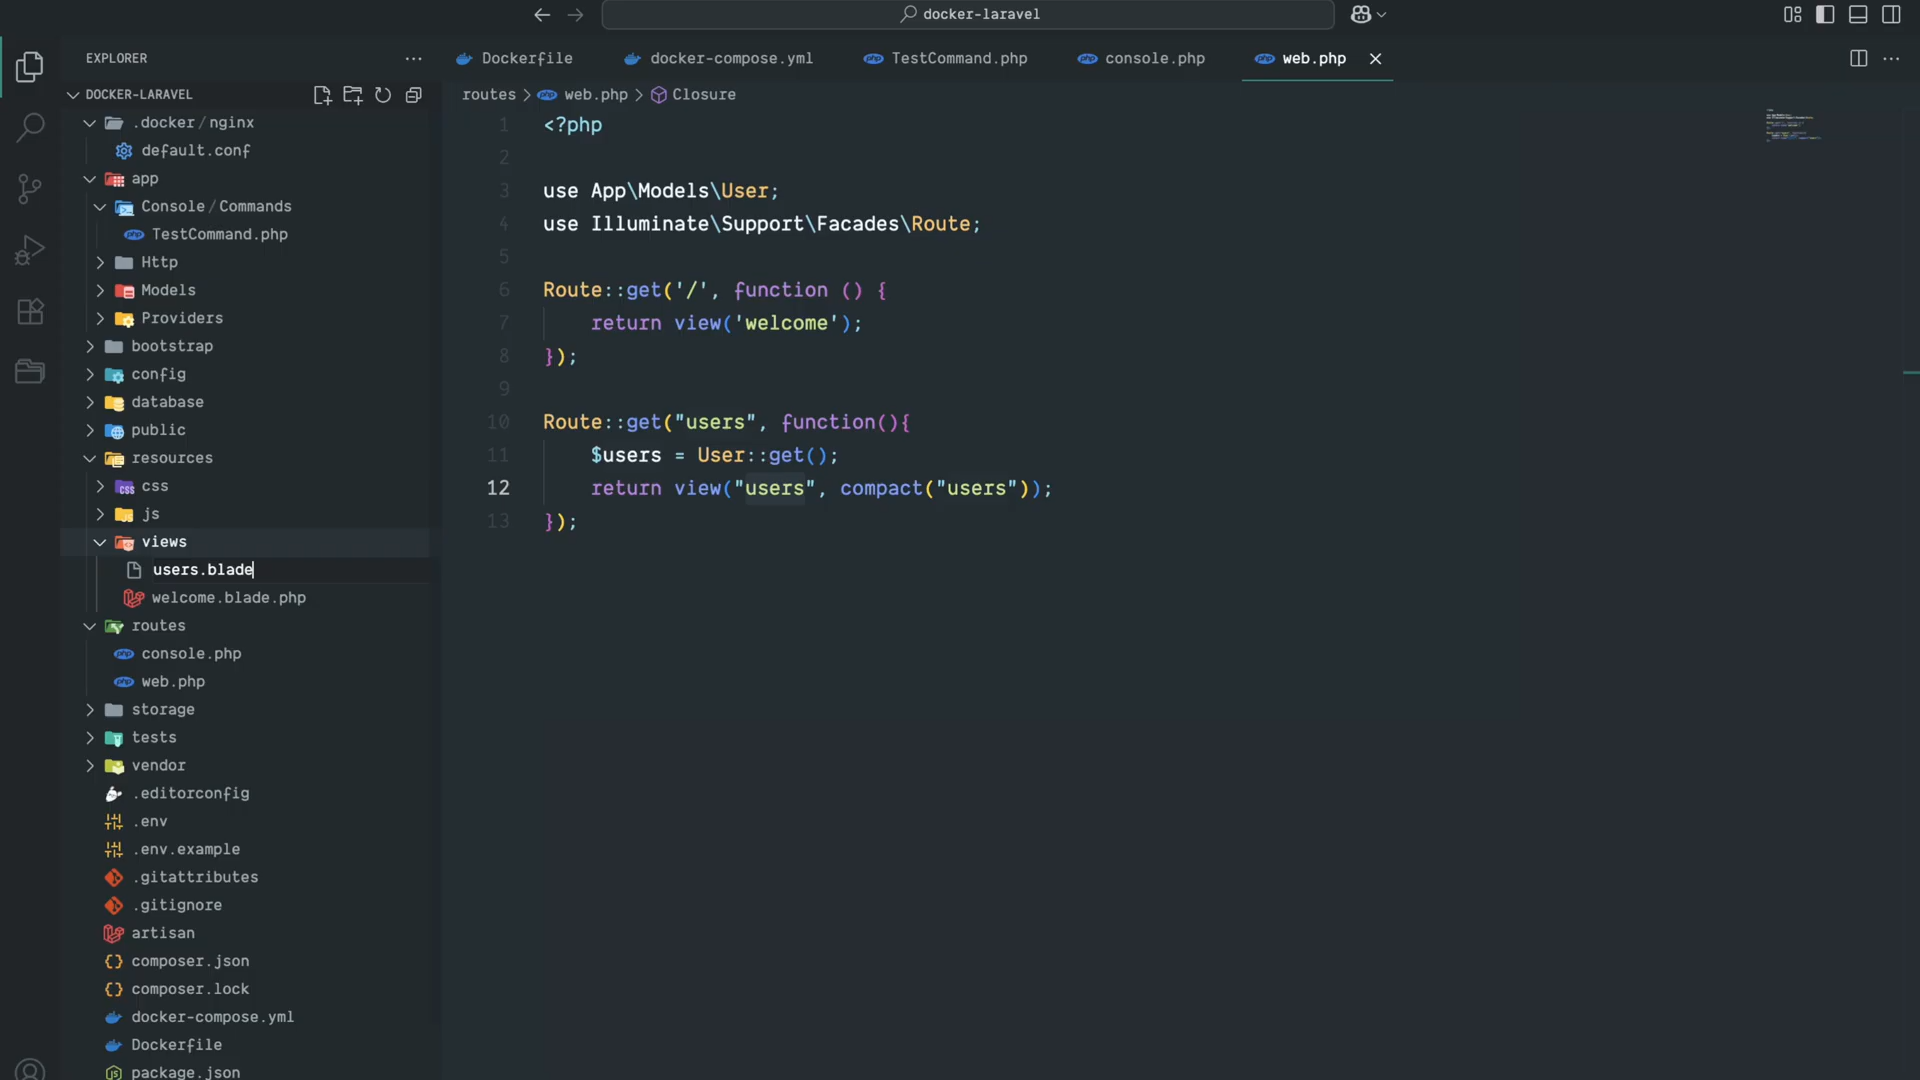 docker-laravel
EXPLORER
Dockerfile
docker-compose.yml
TestCommand.php
console.php
web.php
DOCKER-LARAVEL
.docker / nginx
default.conf
app
Console / Commands
TestCommand.php
Http
Models
Providers
bootstrap
config
database
public
resources
css
js
views
users.blade
welcome.blade.php
routes
console.php
web.php
storage
tests
vendor
.editorconfig
.env
.env.example
.gitattributes
.gitignore
artisan
composer.json
composer.lock
docker-compose.yml
Dockerfile
package.json
routes > web.php > Closure
1 <?php
2
3 use App\Models\User;
4 use Illuminate\Support\Facades\Route;
5
6 Route::get('/', function () {
7 return view('welcome');
8 });
9
10 Route::get("users", function(){
11 $users = User::get();
12 return view("users", compact("users"));
13 });